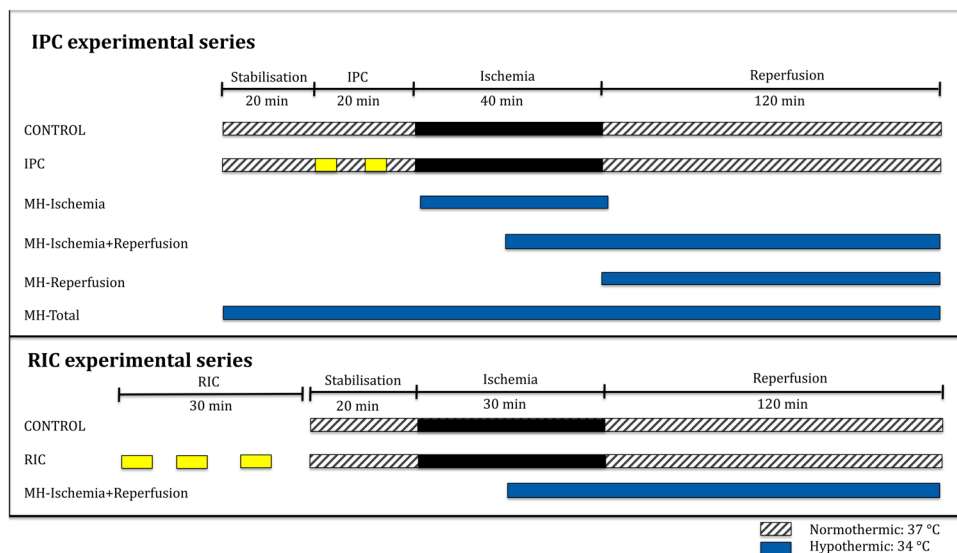 IPC experimental series
Stabilisation IPC Ischemia Reperfusion
20 min 20 min 40 min 120 min
CONTROL
IPC
MH-Ischemia
MH-Ischemia+Reperfusion
MH-Reperfusion
MH-Total
RIC experimental series
RIC Stabilisation Ischemia Reperfusion
30 min 20 min 30 min 120 min
CONTROL
RIC
MH-Ischemia+Reperfusion
Normothermic: 37 °C
Hypothermic: 34 °C